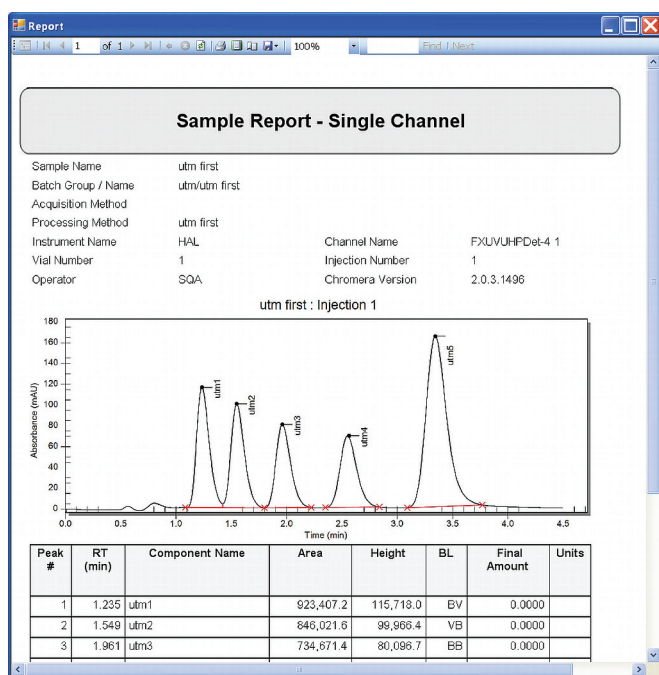 Report
1 of 1 100% Find | Next
Sample Report - Single Channel
Sample Name utm first
Batch Group / Name utm/utm first
Acquisition Method
Processing Method utm first
Instrument Name HAL Channel Name FXUVUHPDet-4 1
Vial Number 1 Injection Number 1
Operator SQA Chromera Version 2.0.3.1496
utm first : Injection 1
Absorbance (mAU)
180
160
140
120
100
80
60
40
20
0
utm1
utm2
utm3
utm4
utm5
0.0 0.5 1.0 1.5 2.0 2.5 3.0 3.5 4.0 4.5
Time (min)
Peak # RT (min) Component Name Area Height BL Final Amount Units
1 1.235 utm1 923,407.2 115,718.0 BV 0.0000
2 1.549 utm2 846,021.6 99,966.4 VB 0.0000
3 1.961 utm3 734,671.4 80,096.7 BB 0.0000